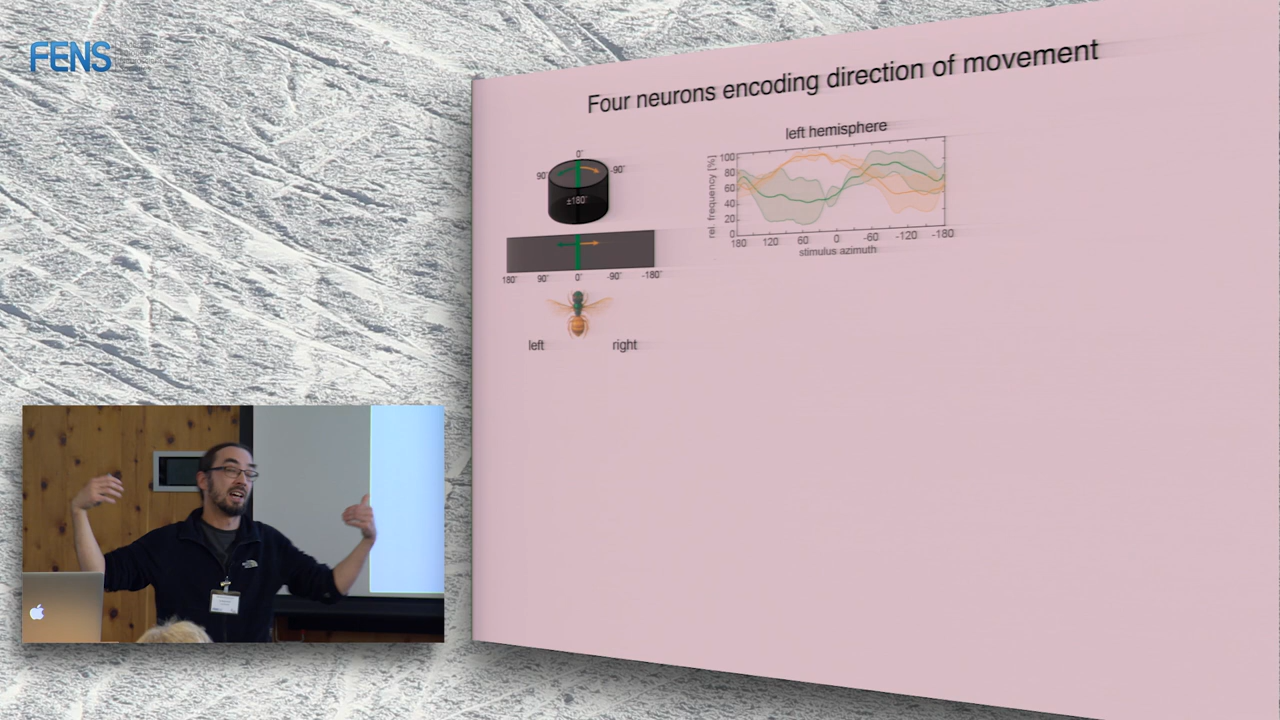 FENS
Four neurons encoding direction of movement
left hemisphere
0°
90°
-90°
±180°
180° 90° 0° -90° -180°
left right
rel. frequency [%]
100
80
60
40
20
0
180 120 60 0 -60 -120 -180
stimulus azimuth